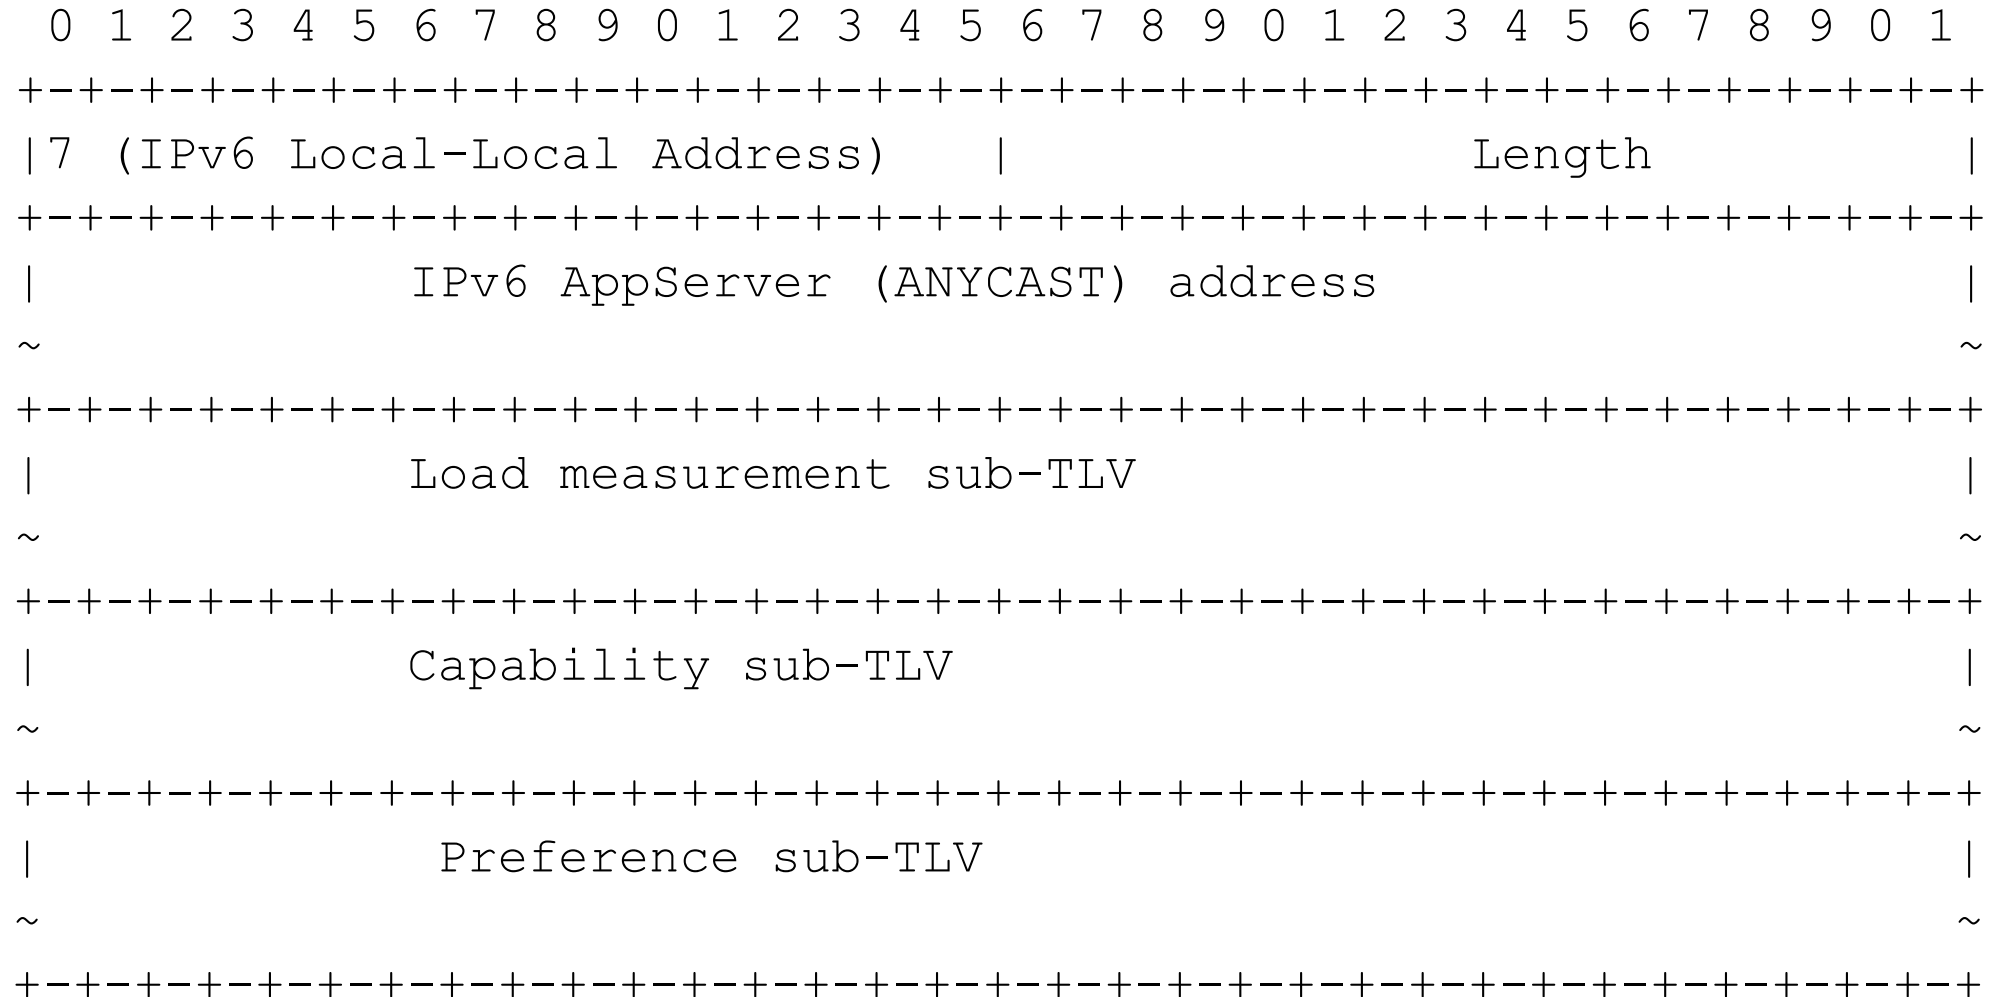 0 1 2 3 4 5 6 7 8 9 0 1 2 3 4 5 6 7 8 9 0 1 2 3 4 5 6 7 8 9 0 1
+-+-+-+-+-+-+-+-+-+-+-+-+-+-+-+-+-+-+-+-+-+-+-+-+-+-+-+-+-+-+-+-+
|7 (IPv6 Local-Local Address)   |               Length          |
+-+-+-+-+-+-+-+-+-+-+-+-+-+-+-+-+-+-+-+-+-+-+-+-+-+-+-+-+-+-+-+-+
|            IPv6 AppServer (ANYCAST) address                   |
~                                                               ~
+-+-+-+-+-+-+-+-+-+-+-+-+-+-+-+-+-+-+-+-+-+-+-+-+-+-+-+-+-+-+-+-+
|            Load measurement sub-TLV                           |
~                                                               ~
+-+-+-+-+-+-+-+-+-+-+-+-+-+-+-+-+-+-+-+-+-+-+-+-+-+-+-+-+-+-+-+-+
|            Capability sub-TLV                                 |
~                                                               ~
+-+-+-+-+-+-+-+-+-+-+-+-+-+-+-+-+-+-+-+-+-+-+-+-+-+-+-+-+-+-+-+-+
|             Preference sub-TLV                                |
~                                                               ~
+-+-+-+-+-+-+-+-+-+-+-+-+-+-+-+-+-+-+-+-+-+-+-+-+-+-+-+-+-+-+-+-+